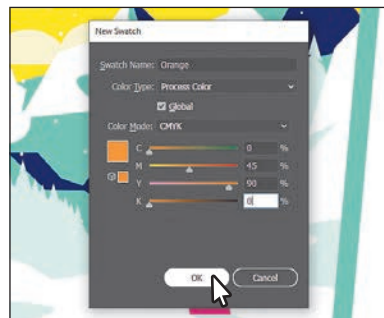 New Swatch
Swatch Name: Orange
Color Type: Process Color
Global
Color Mode: CMYK
C 0 %
M 45 %
Y 90 %
K 0 %
OK Cancel